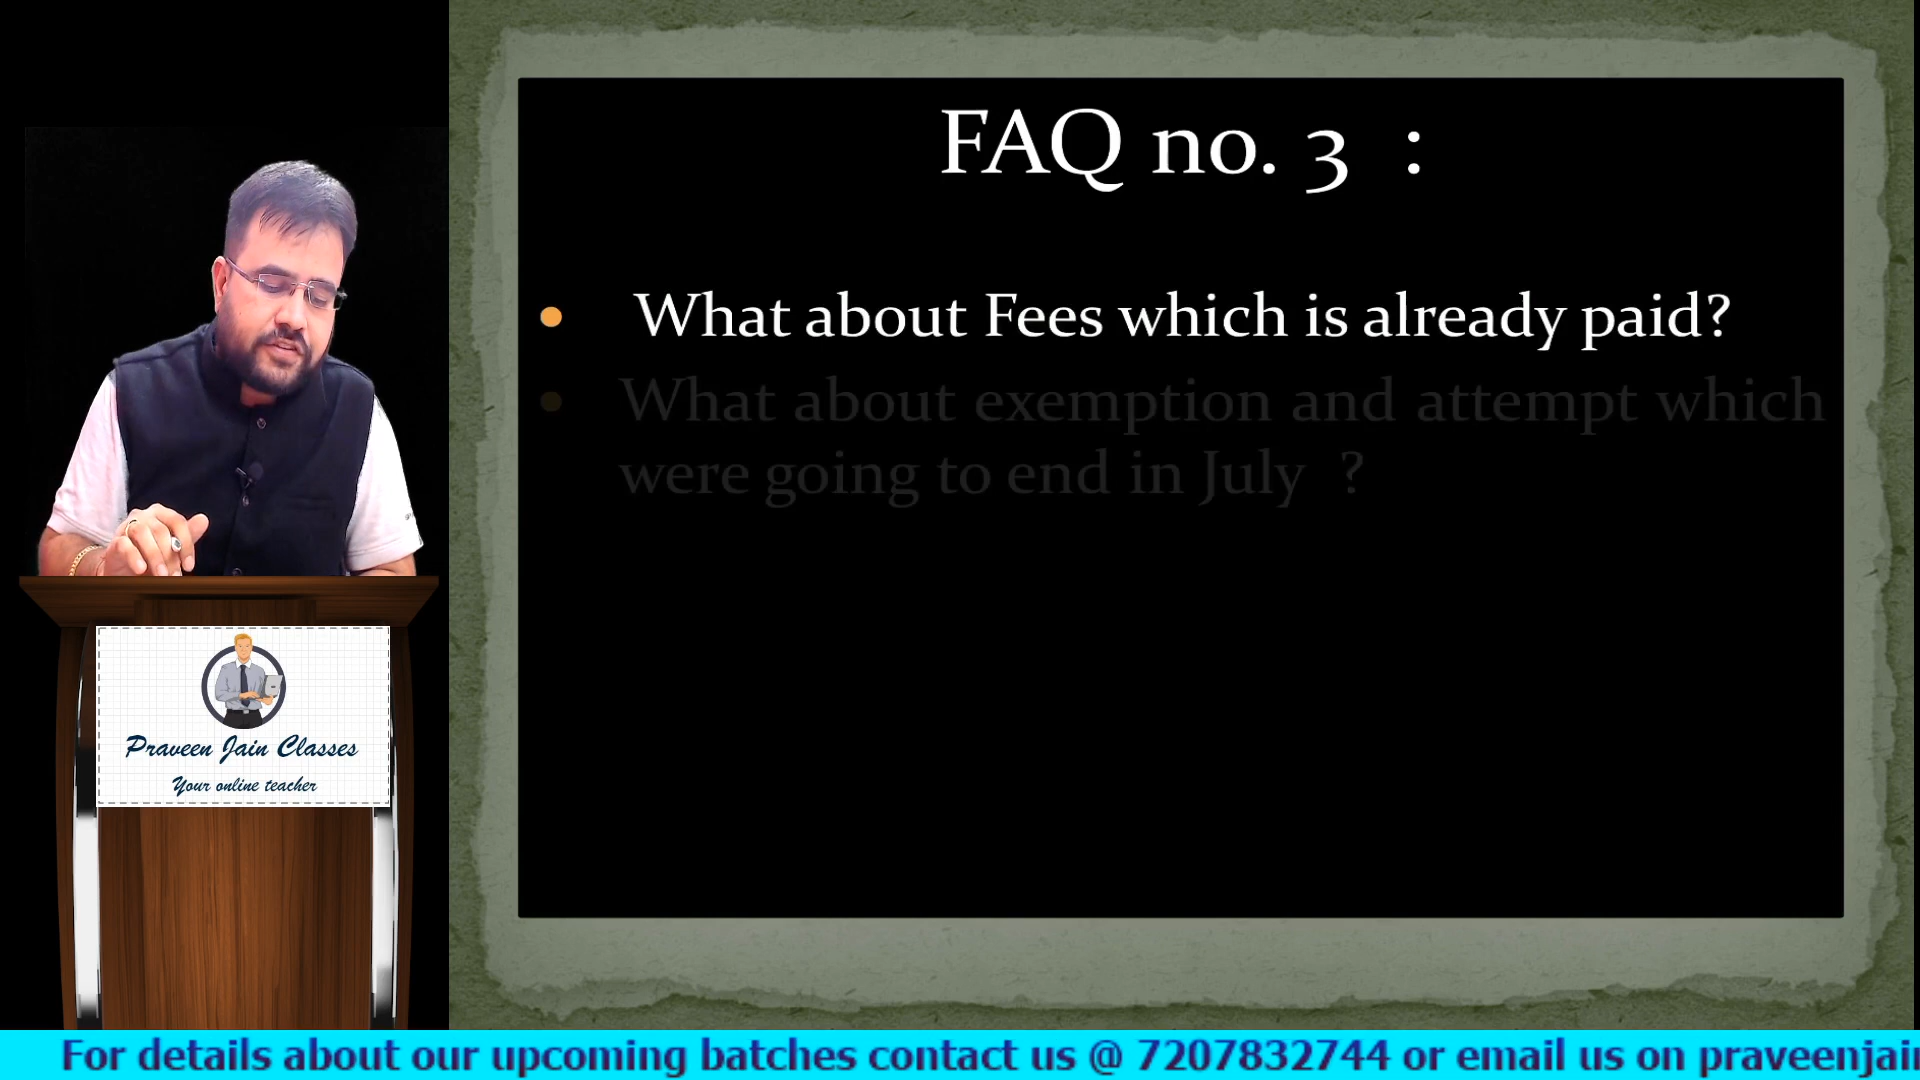 FAQ no. 3 :
What about Fees which is already paid?
What about exemption and attempt which
were going to end in July ?
Praveen Jain Classes
Your online teacher
For details about our upcoming batches contact us @ 7207832744 or email us on praveenjain